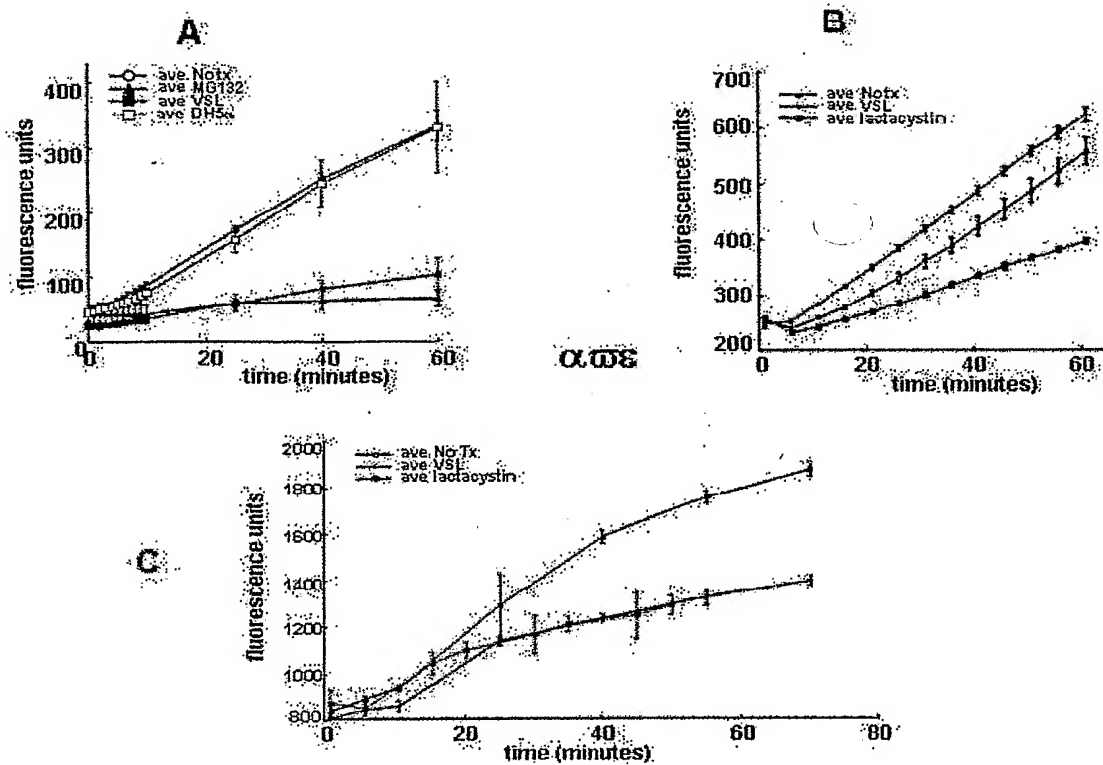 A
ave Notx
ave MG132
ave VSL
ave DH5α
fluorescence units
400
300
200
100
0
20
40
60
time (minutes)
B
ave Notx
ave VSL
ave lactacystin
fluorescence units
700
600
500
400
300
200
0
20
40
60
time (minutes)
αϖε
C
ave No Tx
ave VSL
ave lactacystin
fluorescence units
2000
1800
1600
1400
1200
1000
800
0
20
40
60
80
time (minutes)